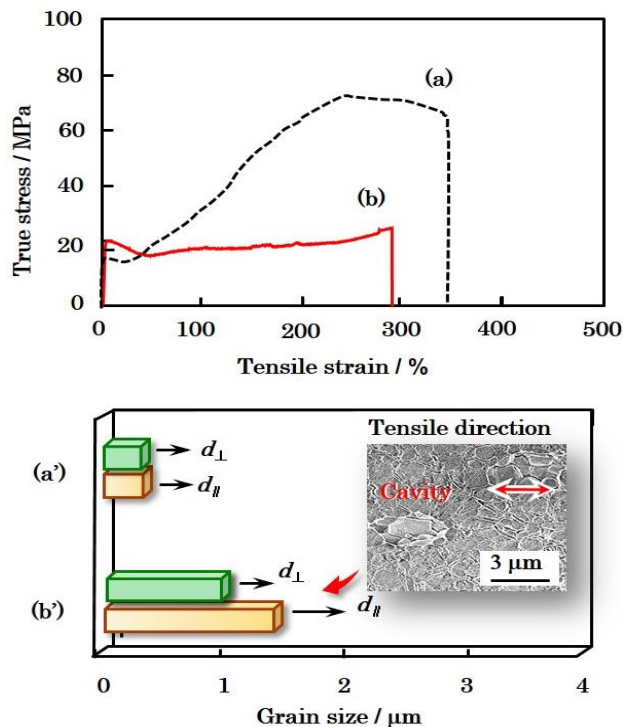 100
80
60
40
20
0
True stress / MPa
(a)
(b)
0 100 200 300 400 500
Tensile strain / %
(a’)
d⊥
d∥
(b’)
d⊥
d∥
Tensile direction
Cavity
3 μm
0 1 2 3 4
Grain size / μm